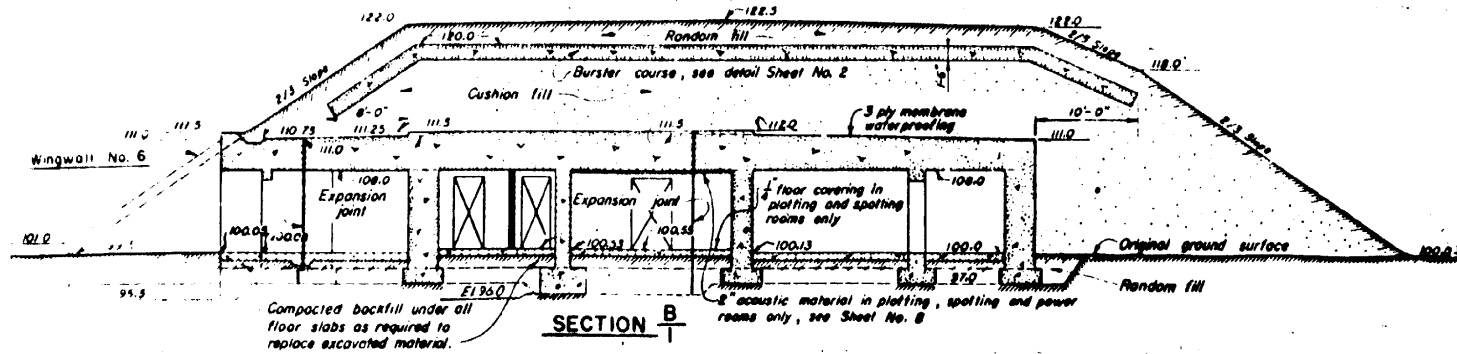 122.0
122.5
122.0
Random fill
120.0
2/3 Slope
2/3 Slope
118.0
Burster course, see detail Sheet No. 2
1'-6"
Cushion fill
6'-0"
10'-0"
3 ply membrane
waterproofing
111.0
111.5
110.75
111.25
111.5
111.5
112.0
111.0
2/3 Slope
Wingwall No. 6
111.0
108.0
108.0
Expansion
joint
Expansion joint
1/4" floor covering in
plotting and spotting
rooms only
100.05
100.55
100.55
100.13
100.0
101.0
Original ground surface
100.0
97.0
Random fill
95.5
El. 96.0
Compacted backfill under all
floor slabs as required to
replace excavated material.
2" acoustic material in plotting, spotting and power
rooms only, see Sheet No. 8
SECTION B
1